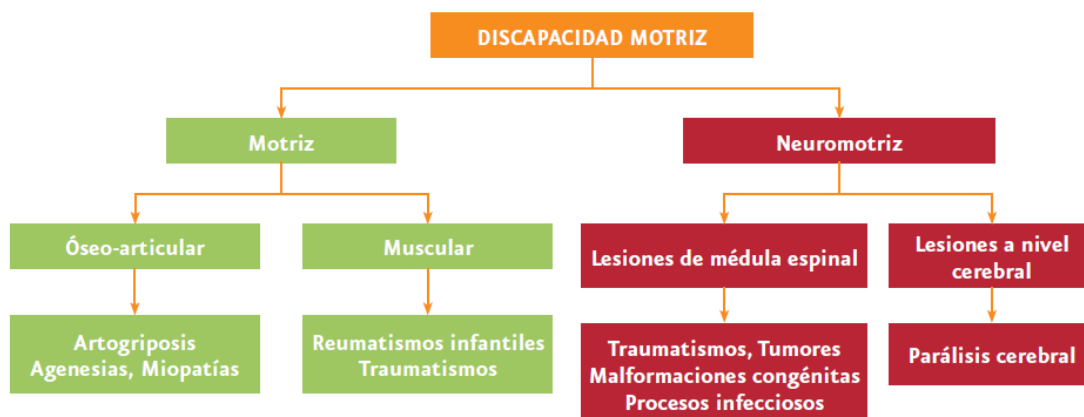 DISCAPACIDAD MOTRIZ
Motriz
Neuromotriz
Óseo-articular
Muscular
Lesiones de médula espinal
Lesiones a nivel
cerebral
Artogriposis
Agenesias, Miopatías
Reumatismos infantiles
Traumatismos
Traumatismos, Tumores
Malformaciones congénitas
Procesos infecciosos
Parálisis cerebral